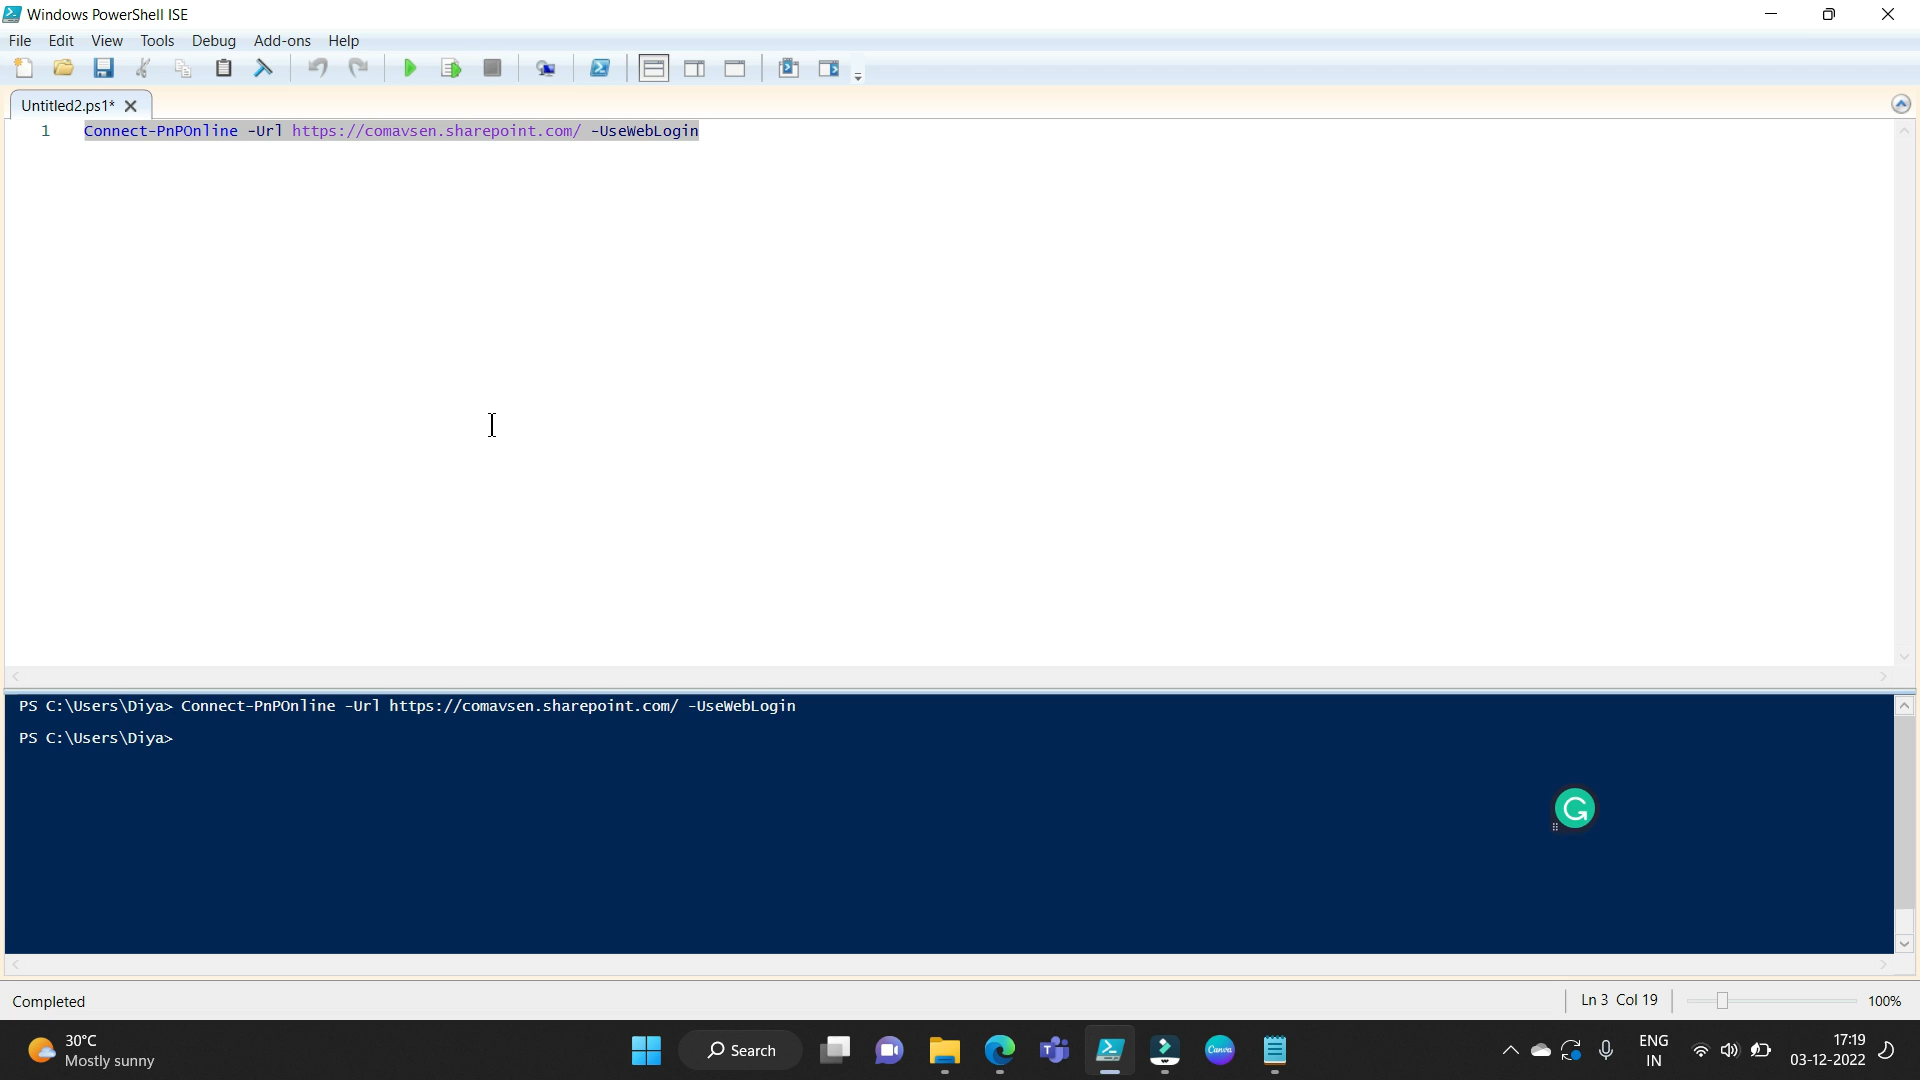 Windows PowerShell ISE
File Edit View Tools Debug Add-ons Help
Untitled2.ps1*
1 Connect-PnPOnline -Url https://comavsen.sharepoint.com/ -UseWebLogin
PS C:\Users\Diya> Connect-PnPOnline -Url https://comavsen.sharepoint.com/ -UseWebLogin
PS C:\Users\Diya>
Completed
Ln 3 Col 19
100%
30°C
Mostly sunny
Search
Canva
ENG
IN
17:19
03-12-2022